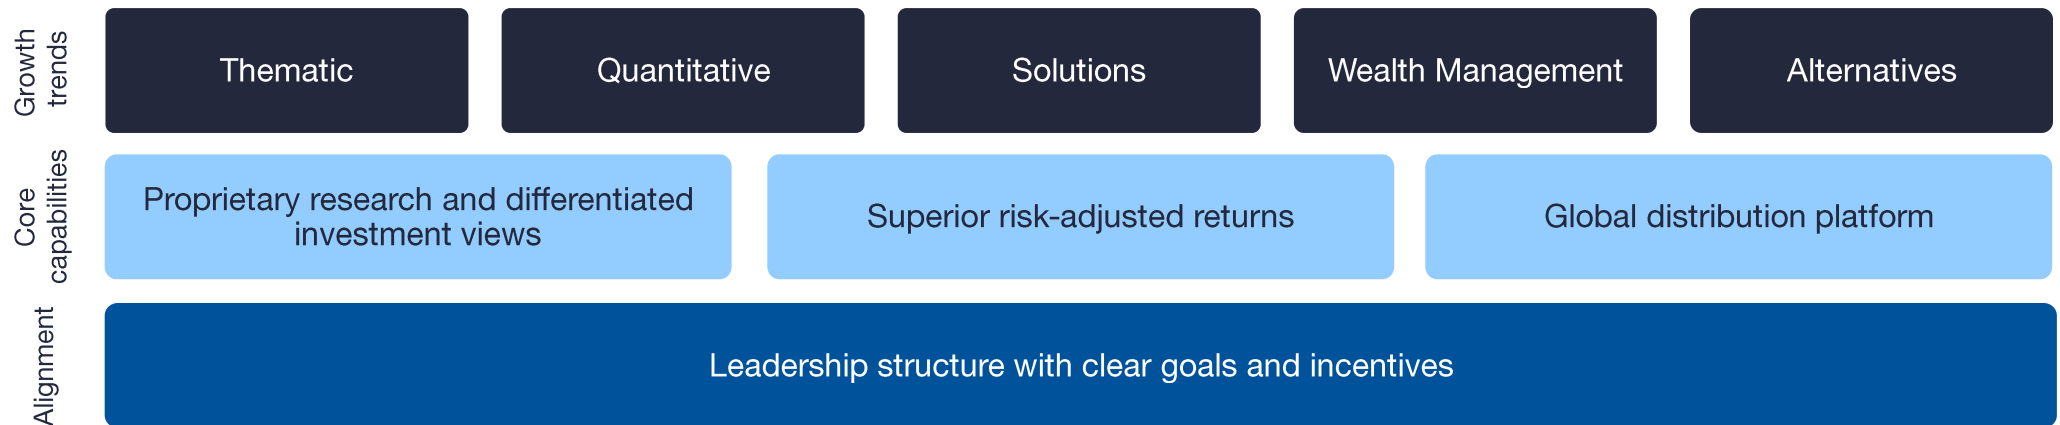 Growth
trends
Thematic
Quantitative
Solutions
Wealth Management
Alternatives
Core
capabilities
Proprietary research and differentiated
investment views
Superior risk-adjusted returns
Global distribution platform
Alignment
Leadership structure with clear goals and incentives